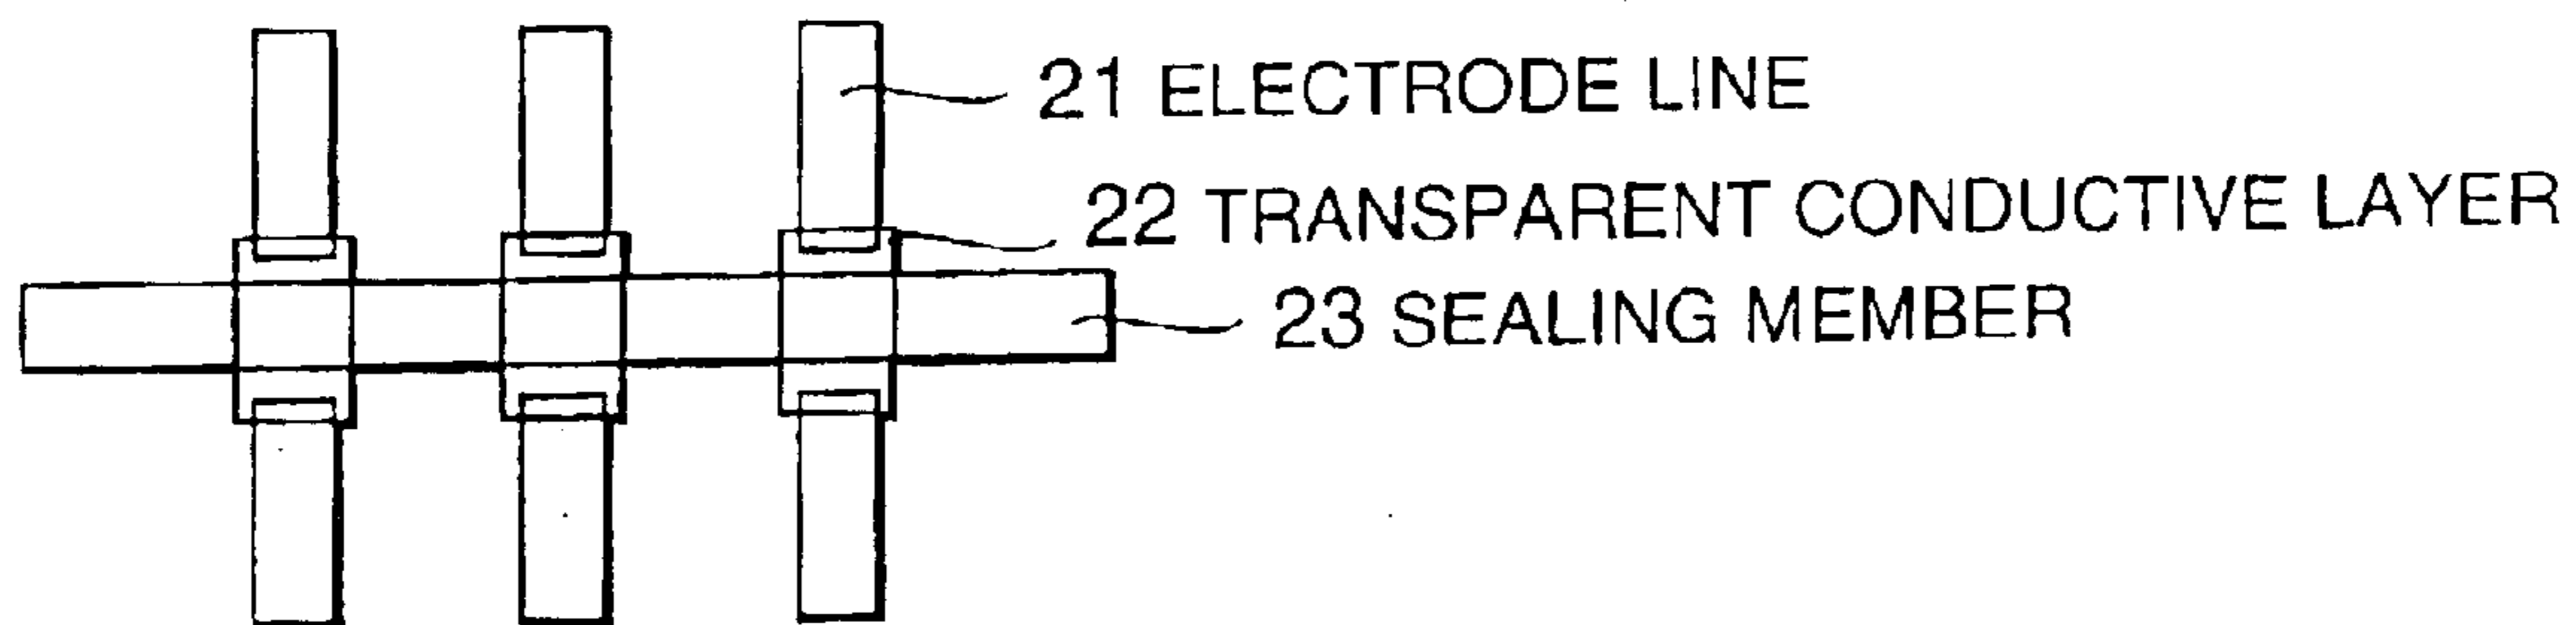 21 ELECTRODE LINE
22 TRANSPARENT CONDUCTIVE LAYER
23 SEALING MEMBER